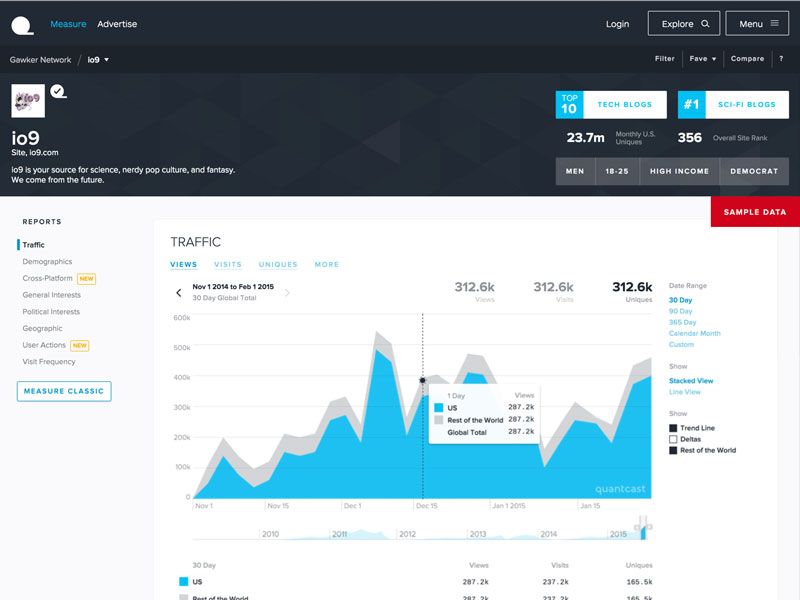 Measure Advertise Login Explore Menu
Gawker Network / io9 Filter Fave Compare ?
io9
TOP 10 TECH BLOGS #1 SCI-FI BLOGS
23.7m Monthly U.S. Uniques 356 Overall Site Rank
io9
Site, io9.com
io9 is your source for science, nerdy pop culture, and fantasy.
We come from the future.
MEN 18-25 HIGH INCOME DEMOCRAT
SAMPLE DATA
REPORTS
Traffic
Demographics
Cross-Platform NEW
General Interests
Political Interests
Geographic
User Actions NEW
Visit Frequency
MEASURE CLASSIC
TRAFFIC
VIEWS VISITS UNIQUES MORE
Nov 1 2014 to Feb 1 2015
30 Day Global Total
312.6k Views
312.6k Visits
312.6k Uniques
600k
500k
400k
300k
200k
100k
0
1 Day Views
US 287.2k
Rest of the World 287.2k
Global Total 287.2k
quantcast
Nov 1 Nov 15 Dec 1 Dec 15 Jan 1 2015 Jan 15
2010 2011 2012 2013 2014 2015
30 Day Views Visits Uniques
US 287.2k 237.2k 165.5k
Rest of the World 287.2k 237.2k 165.5k
Date Range
30 Day
90 Day
365 Day
Calendar Month
Custom
Show
Stacked View
Line View
Show
Trend Line
Deltas
Rest of the World